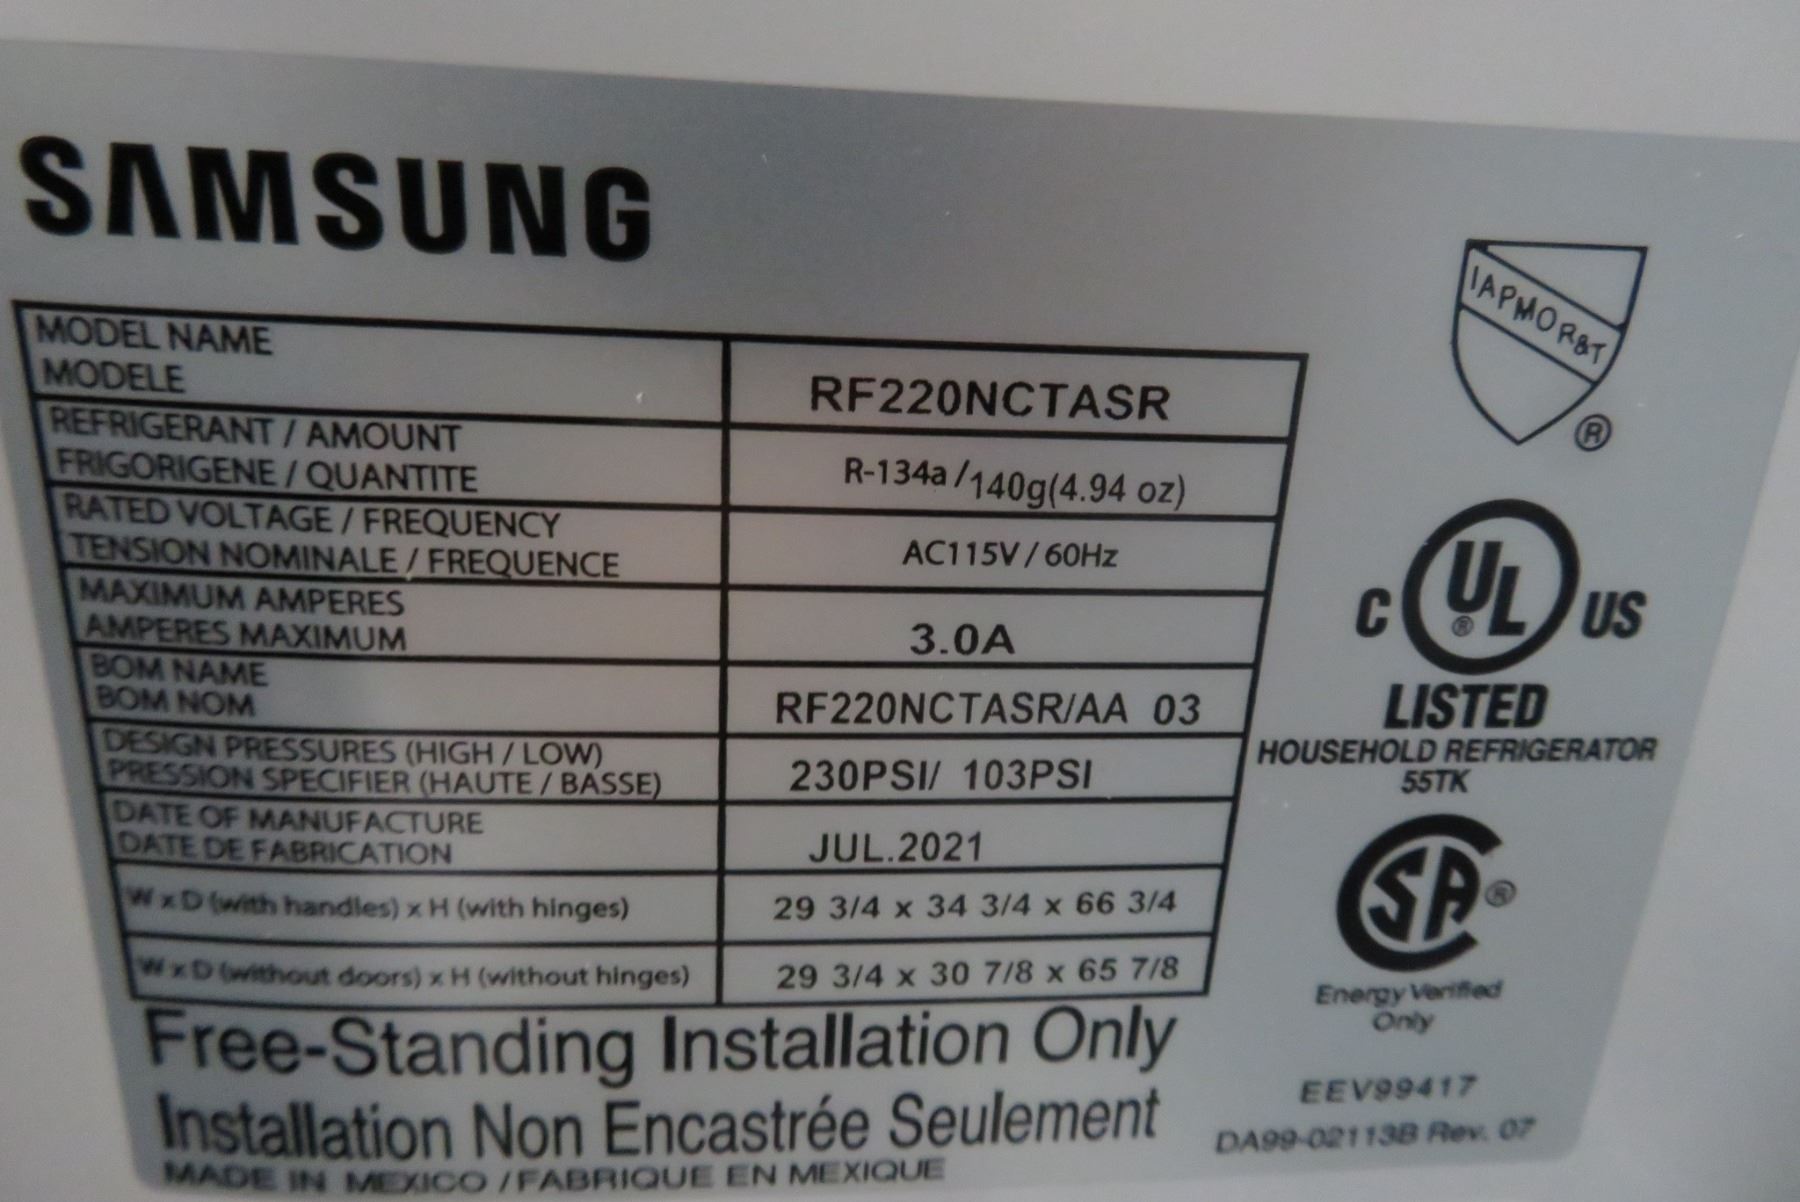 SAMSUNG
MODEL NAME
MODELE
RF220NCTASR
REFRIGERANT / AMOUNT
FRIGORIGENE / QUANTITE
R-134a / 140g(4.94 oz)
RATED VOLTAGE / FREQUENCY
TENSION NOMINALE / FREQUENCE
AC115V / 60Hz
MAXIMUM AMPERES
AMPERES MAXIMUM
3.0A
BOM NAME
BOM NOM
RF220NCTASR/AA 03
DESIGN PRESSURES (HIGH / LOW)
PRESSION SPECIFIER (HAUTE / BASSE)
230PSI/ 103PSI
DATE OF MANUFACTURE
DATE DE FABRICATION
JUL.2021
W x D (with handles) x H (with hinges)
29 3/4 x 34 3/4 x 66 3/4
W x D (without doors) x H (without hinges)
29 3/4 x 30 7/8 x 65 7/8
Free-Standing Installation Only
Installation Non Encastrée Seulement
MADE IN MEXICO / FABRIQUE EN MEXIQUE
IAPMO R&T
®
C UL ® US
LISTED
HOUSEHOLD REFRIGERATOR
55TK
SA ®
Energy Verified
Only
EEV99417
DA99-02113B Rev. 07